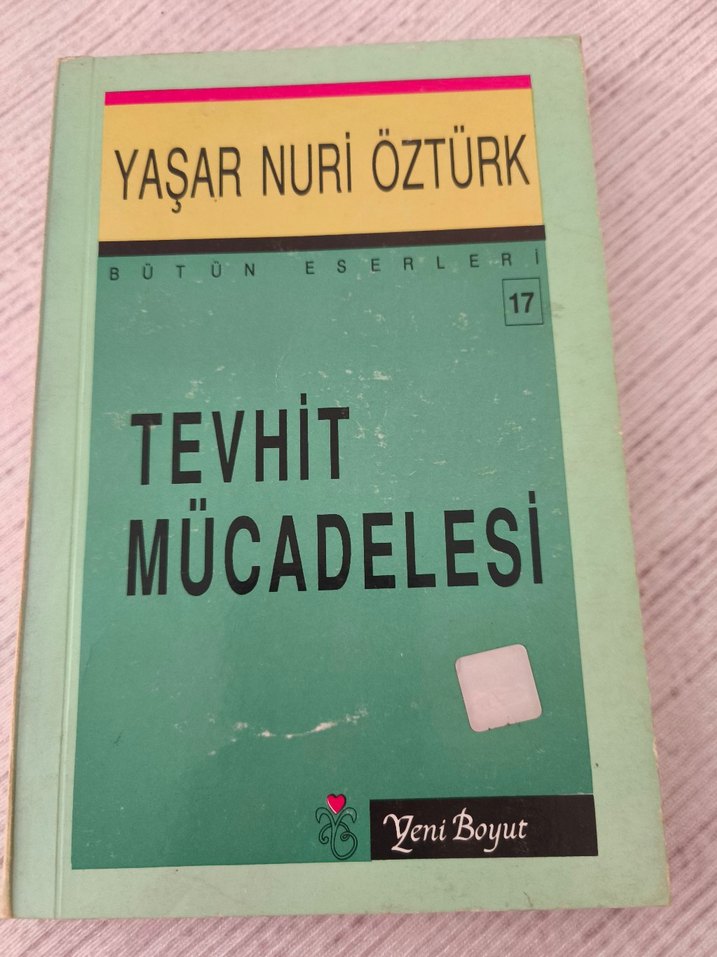 YAŞAR NURİ ÖZTÜRK
BÜTÜN ESERLERİ
17
TEVHİT
MÜCADELESİ
Yeni Boyut